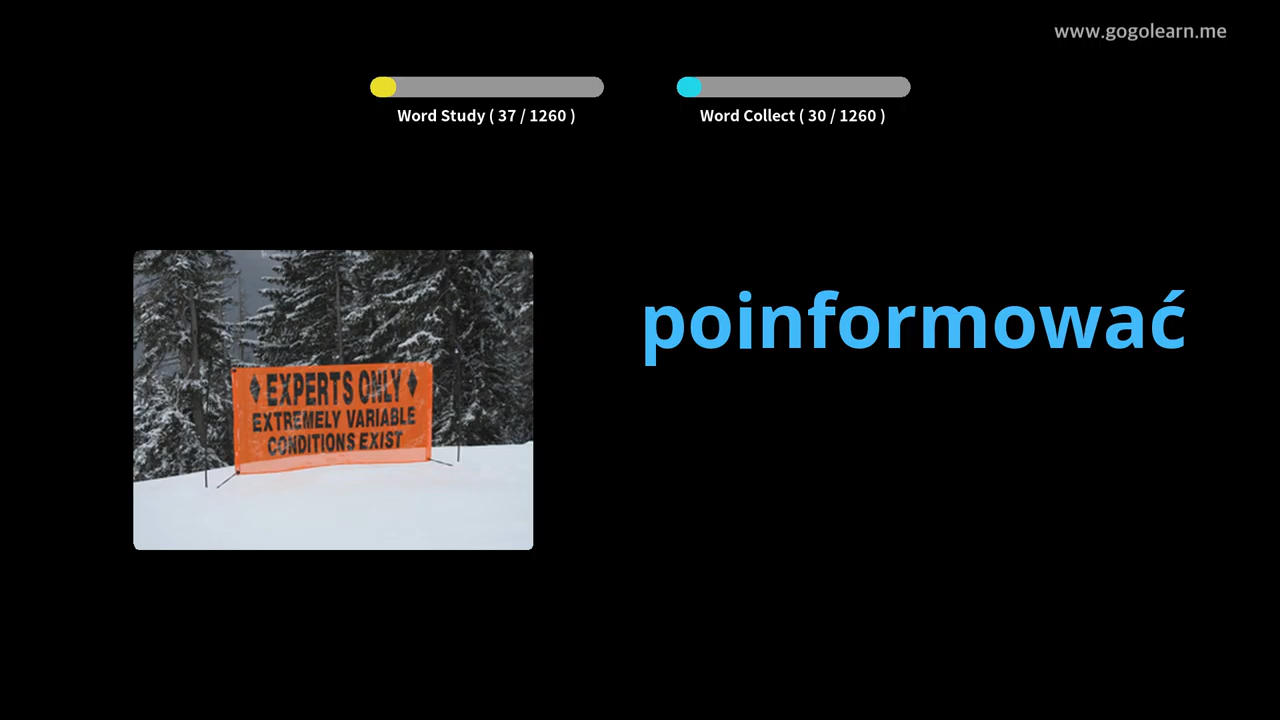 www.gogolearn.me
Word Study ( 37 / 1260 )
Word Collect ( 30 / 1260 )
EXPERTS ONLY
EXTREMELY VARIABLE
CONDITIONS EXIST
poinformować